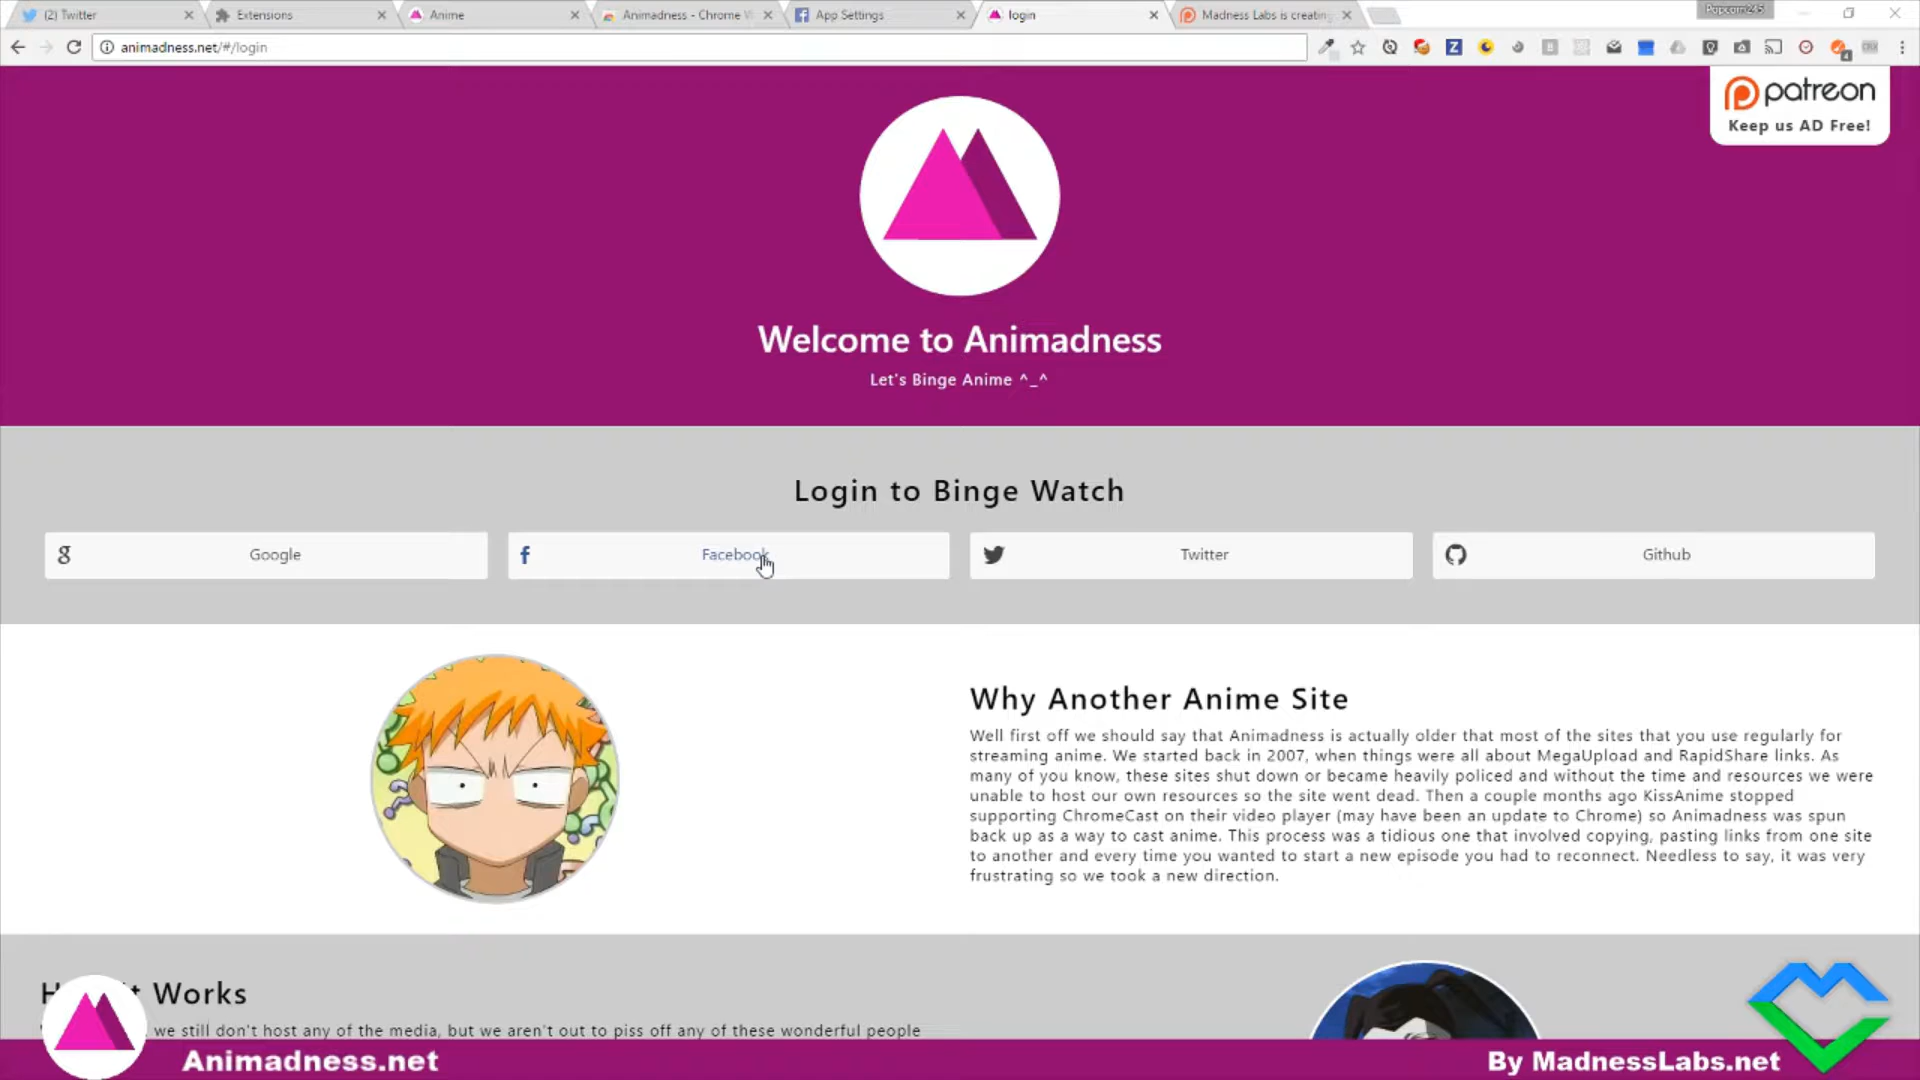 (2) Twitter
Extensions
Anime
Animadness - Chrome W
App Settings
login
Madness Labs is creating
Popcorn245
animadness.net/#/login
patreon
Keep us AD Free!
Welcome to Animadness
Let's Binge Anime ^_^
Login to Binge Watch
Google
Facebook
Twitter
Github
Why Another Anime Site
Well first off we should say that Animadness is actually older that most of the sites that you use regularly for
streaming anime. We started back in 2007, when things were all about MegaUpload and RapidShare links. As
many of you know, these sites shut down or became heavily policed and without the time and resources we were
unable to host our own resources so the site went dead. Then a couple months ago KissAnime stopped
supporting ChromeCast on their video player (may have been an update to Chrome) so Animadness was spun
back up as a way to cast anime. This process was a tidious one that involved copying, pasting links from one site
to another and every time you wanted to start a new episode you had to reconnect. Needless to say, it was very
frustrating so we took a new direction.
Works
we still don't host any of the media, but we aren't out to piss off any of these wonderful people
Animadness.net
By MadnessLabs.net